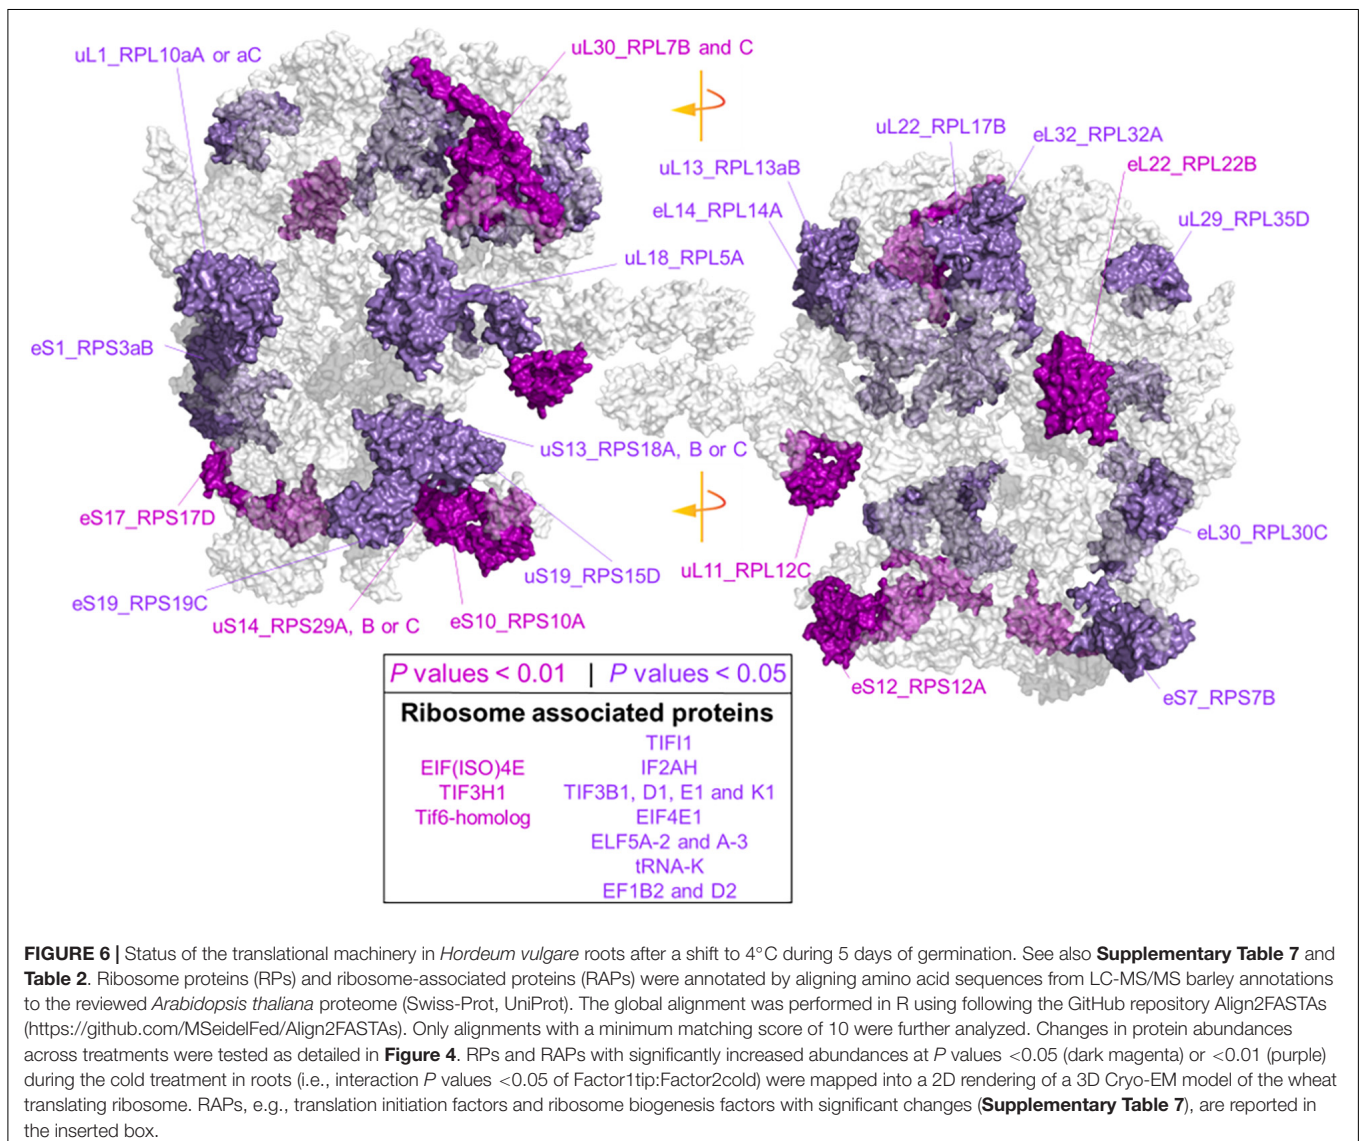 uL1_RPL10aA or aC
uL30_RPL7B and C
uL22_RPL17B
eL32_RPL32A
uL13_RPL13aB
eL22_RPL22B
eL14_RPL14A
uL29_RPL35D
uL18_RPL5A
eS1_RPS3aB
uS13_RPS18A, B or C
eS17_RPS17D
eL30_RPL30C
uL11_RPL12C
uS19_RPS15D
eS19_RPS19C
uS14_RPS29A, B or C
eS10_RPS10A
eS12_RPS12A
eS7_RPS7B
P values < 0.01 | P values < 0.05
Ribosome associated proteins
EIF(ISO)4E
TIF3H1
Tif6-homolog
TIFI1
IF2AH
TIF3B1, D1, E1 and K1
EIF4E1
ELF5A-2 and A-3
tRNA-K
EF1B2 and D2
FIGURE 6 | Status of the translational machinery in Hordeum vulgare roots after a shift to 4°C during 5 days of germination. See also Supplementary Table 7 and
Table 2. Ribosome proteins (RPs) and ribosome-associated proteins (RAPs) were annotated by aligning amino acid sequences from LC-MS/MS barley annotations
to the reviewed Arabidopsis thaliana proteome (Swiss-Prot, UniProt). The global alignment was performed in R using following the GitHub repository Align2FASTAs
(https://github.com/MSeidelFed/Align2FASTAs). Only alignments with a minimum matching score of 10 were further analyzed. Changes in protein abundances
across treatments were tested as detailed in Figure 4. RPs and RAPs with significantly increased abundances at P values <0.05 (dark magenta) or <0.01 (purple)
during the cold treatment in roots (i.e., interaction P values <0.05 of Factor1tip:Factor2cold) were mapped into a 2D rendering of a 3D Cryo-EM model of the wheat
translating ribosome. RAPs, e.g., translation initiation factors and ribosome biogenesis factors with significant changes (Supplementary Table 7), are reported in
the inserted box.